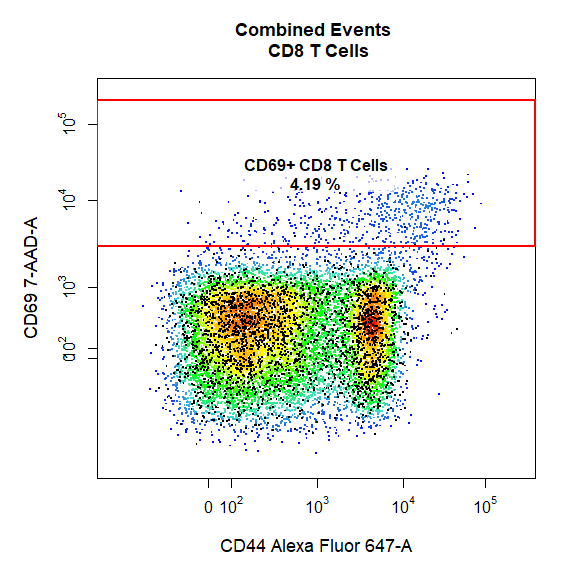 Combined Events
CD8 T Cells
CD69+ CD8 T Cells
4.19 %
CD69 7-AAD-A
10^5
10^4
10^3
10^2
0
0 10^2 10^3 10^4 10^5
CD44 Alexa Fluor 647-A